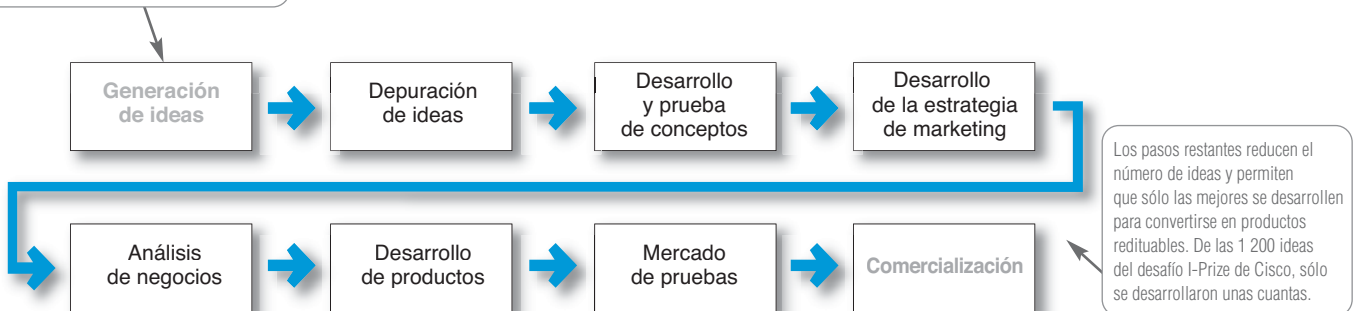 Generación
de ideas
Depuración
de ideas
Desarrollo
y prueba
de conceptos
Desarrollo
de la estrategia
de marketing
Los pasos restantes reducen el
número de ideas y permiten
que sólo las mejores se desarrollen
para convertirse en productos
redituables. De las 1 200 ideas
del desafío I-Prize de Cisco, sólo
se desarrollaron unas cuantas.
Análisis
de negocios
Desarrollo
de productos
Mercado
de pruebas
Comercialización